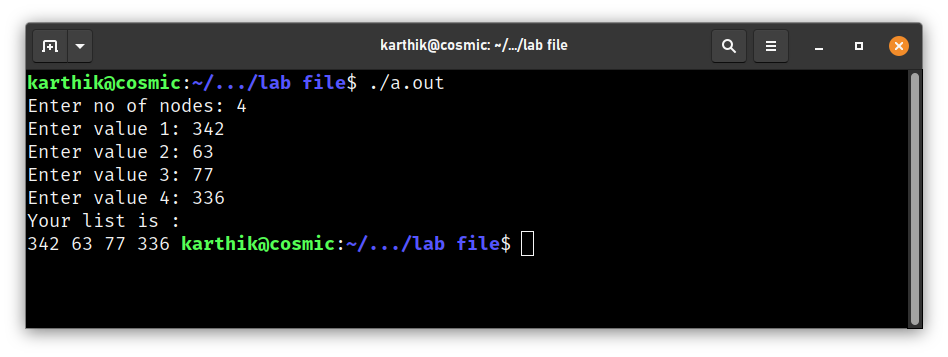 karthik@cosmic: ~/.../lab file
karthik@cosmic:~/.../lab file$ ./a.out
Enter no of nodes: 4
Enter value 1: 342
Enter value 2: 63
Enter value 3: 77
Enter value 4: 336
Your list is :
342 63 77 336 karthik@cosmic:~/.../lab file$